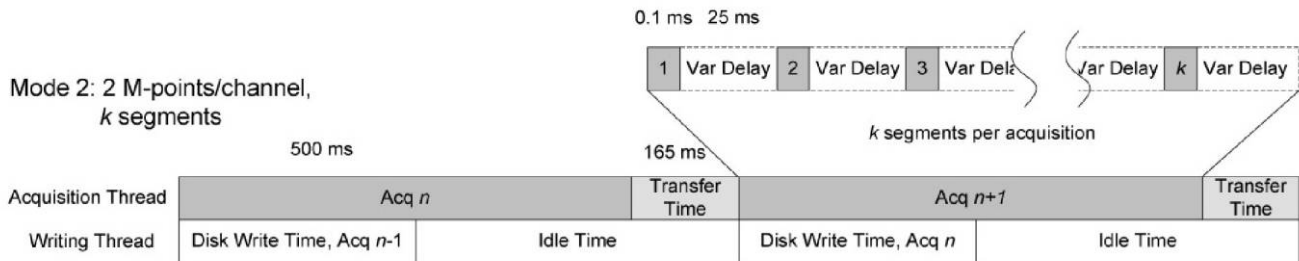 0.1 ms 25 ms
1 Var Delay 2 Var Delay 3 Var Dela Var Delay k Var Delay
Mode 2: 2 M-points/channel,
k segments
k segments per acquisition
500 ms 165 ms
Acquisition Thread Acq n Transfer Time Acq n+1 Transfer Time
Writing Thread Disk Write Time, Acq n-1 Idle Time Disk Write Time, Acq n Idle Time